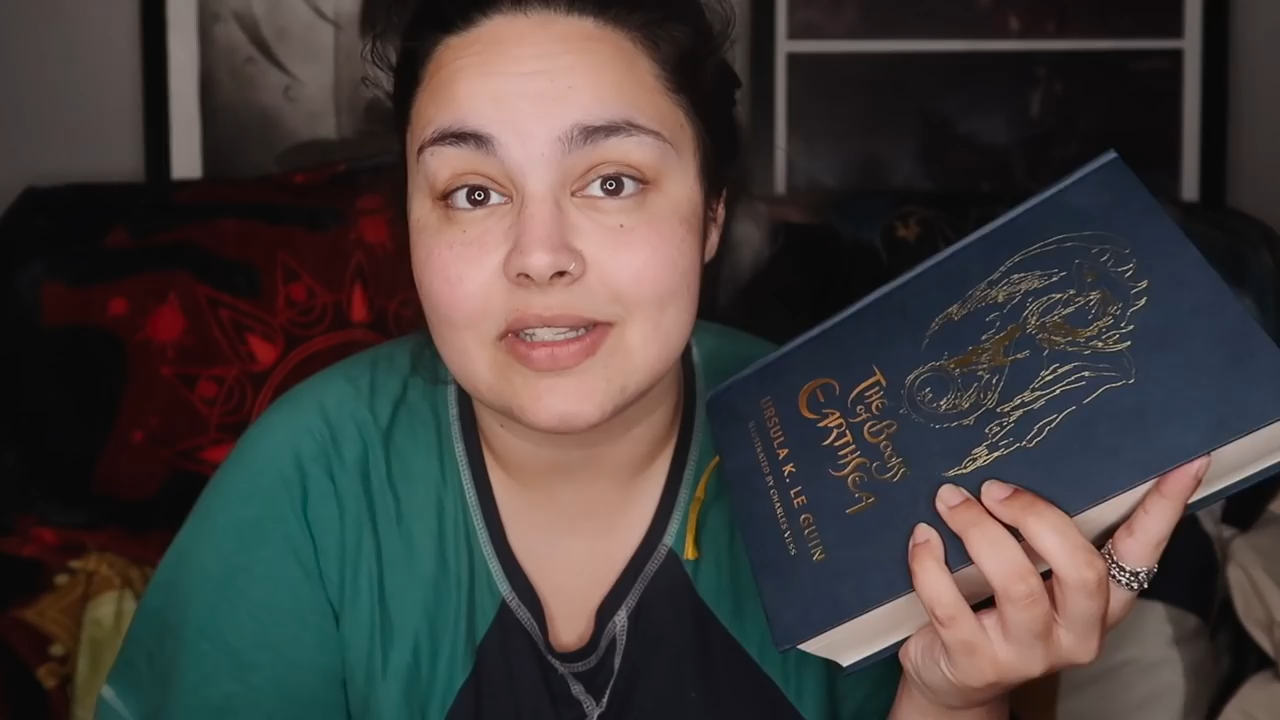 THE
of BOOKS
EARTHSEA
URSULA K. LE GUIN
ILLUSTRATED BY CHARLES VESS